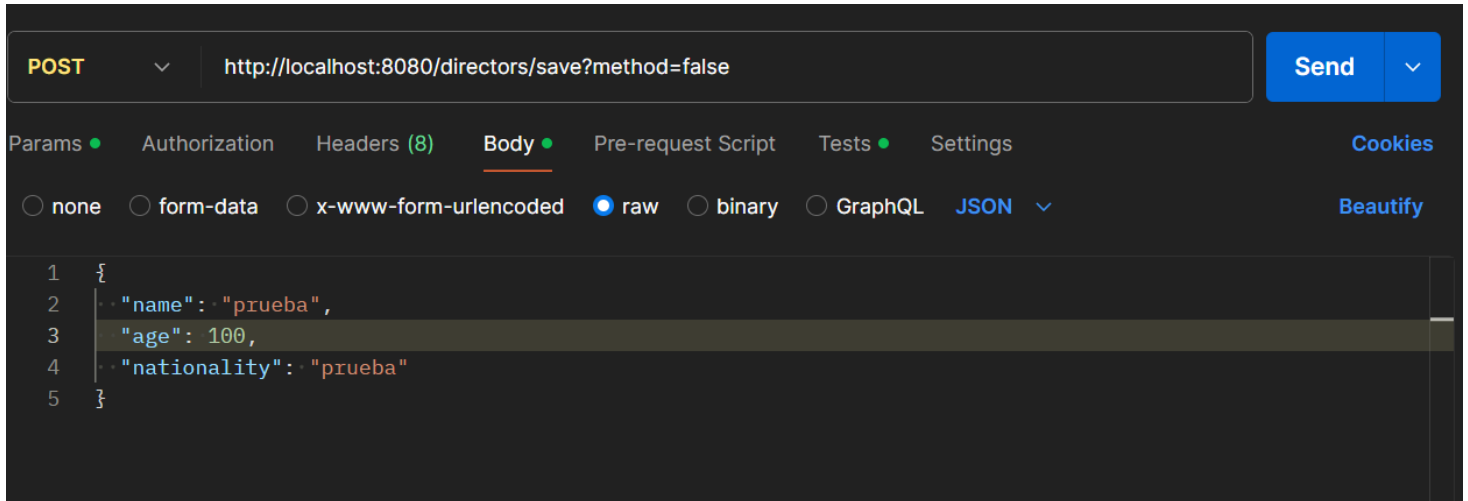 POST http://localhost:8080/directors/save?method=false Send
Params Authorization Headers (8) Body Pre-request Script Tests Settings Cookies
none form-data x-www-form-urlencoded raw binary GraphQL JSON Beautify
1 {
2 "name": "prueba",
3 "age": 100,
4 "nationality": "prueba"
5 }